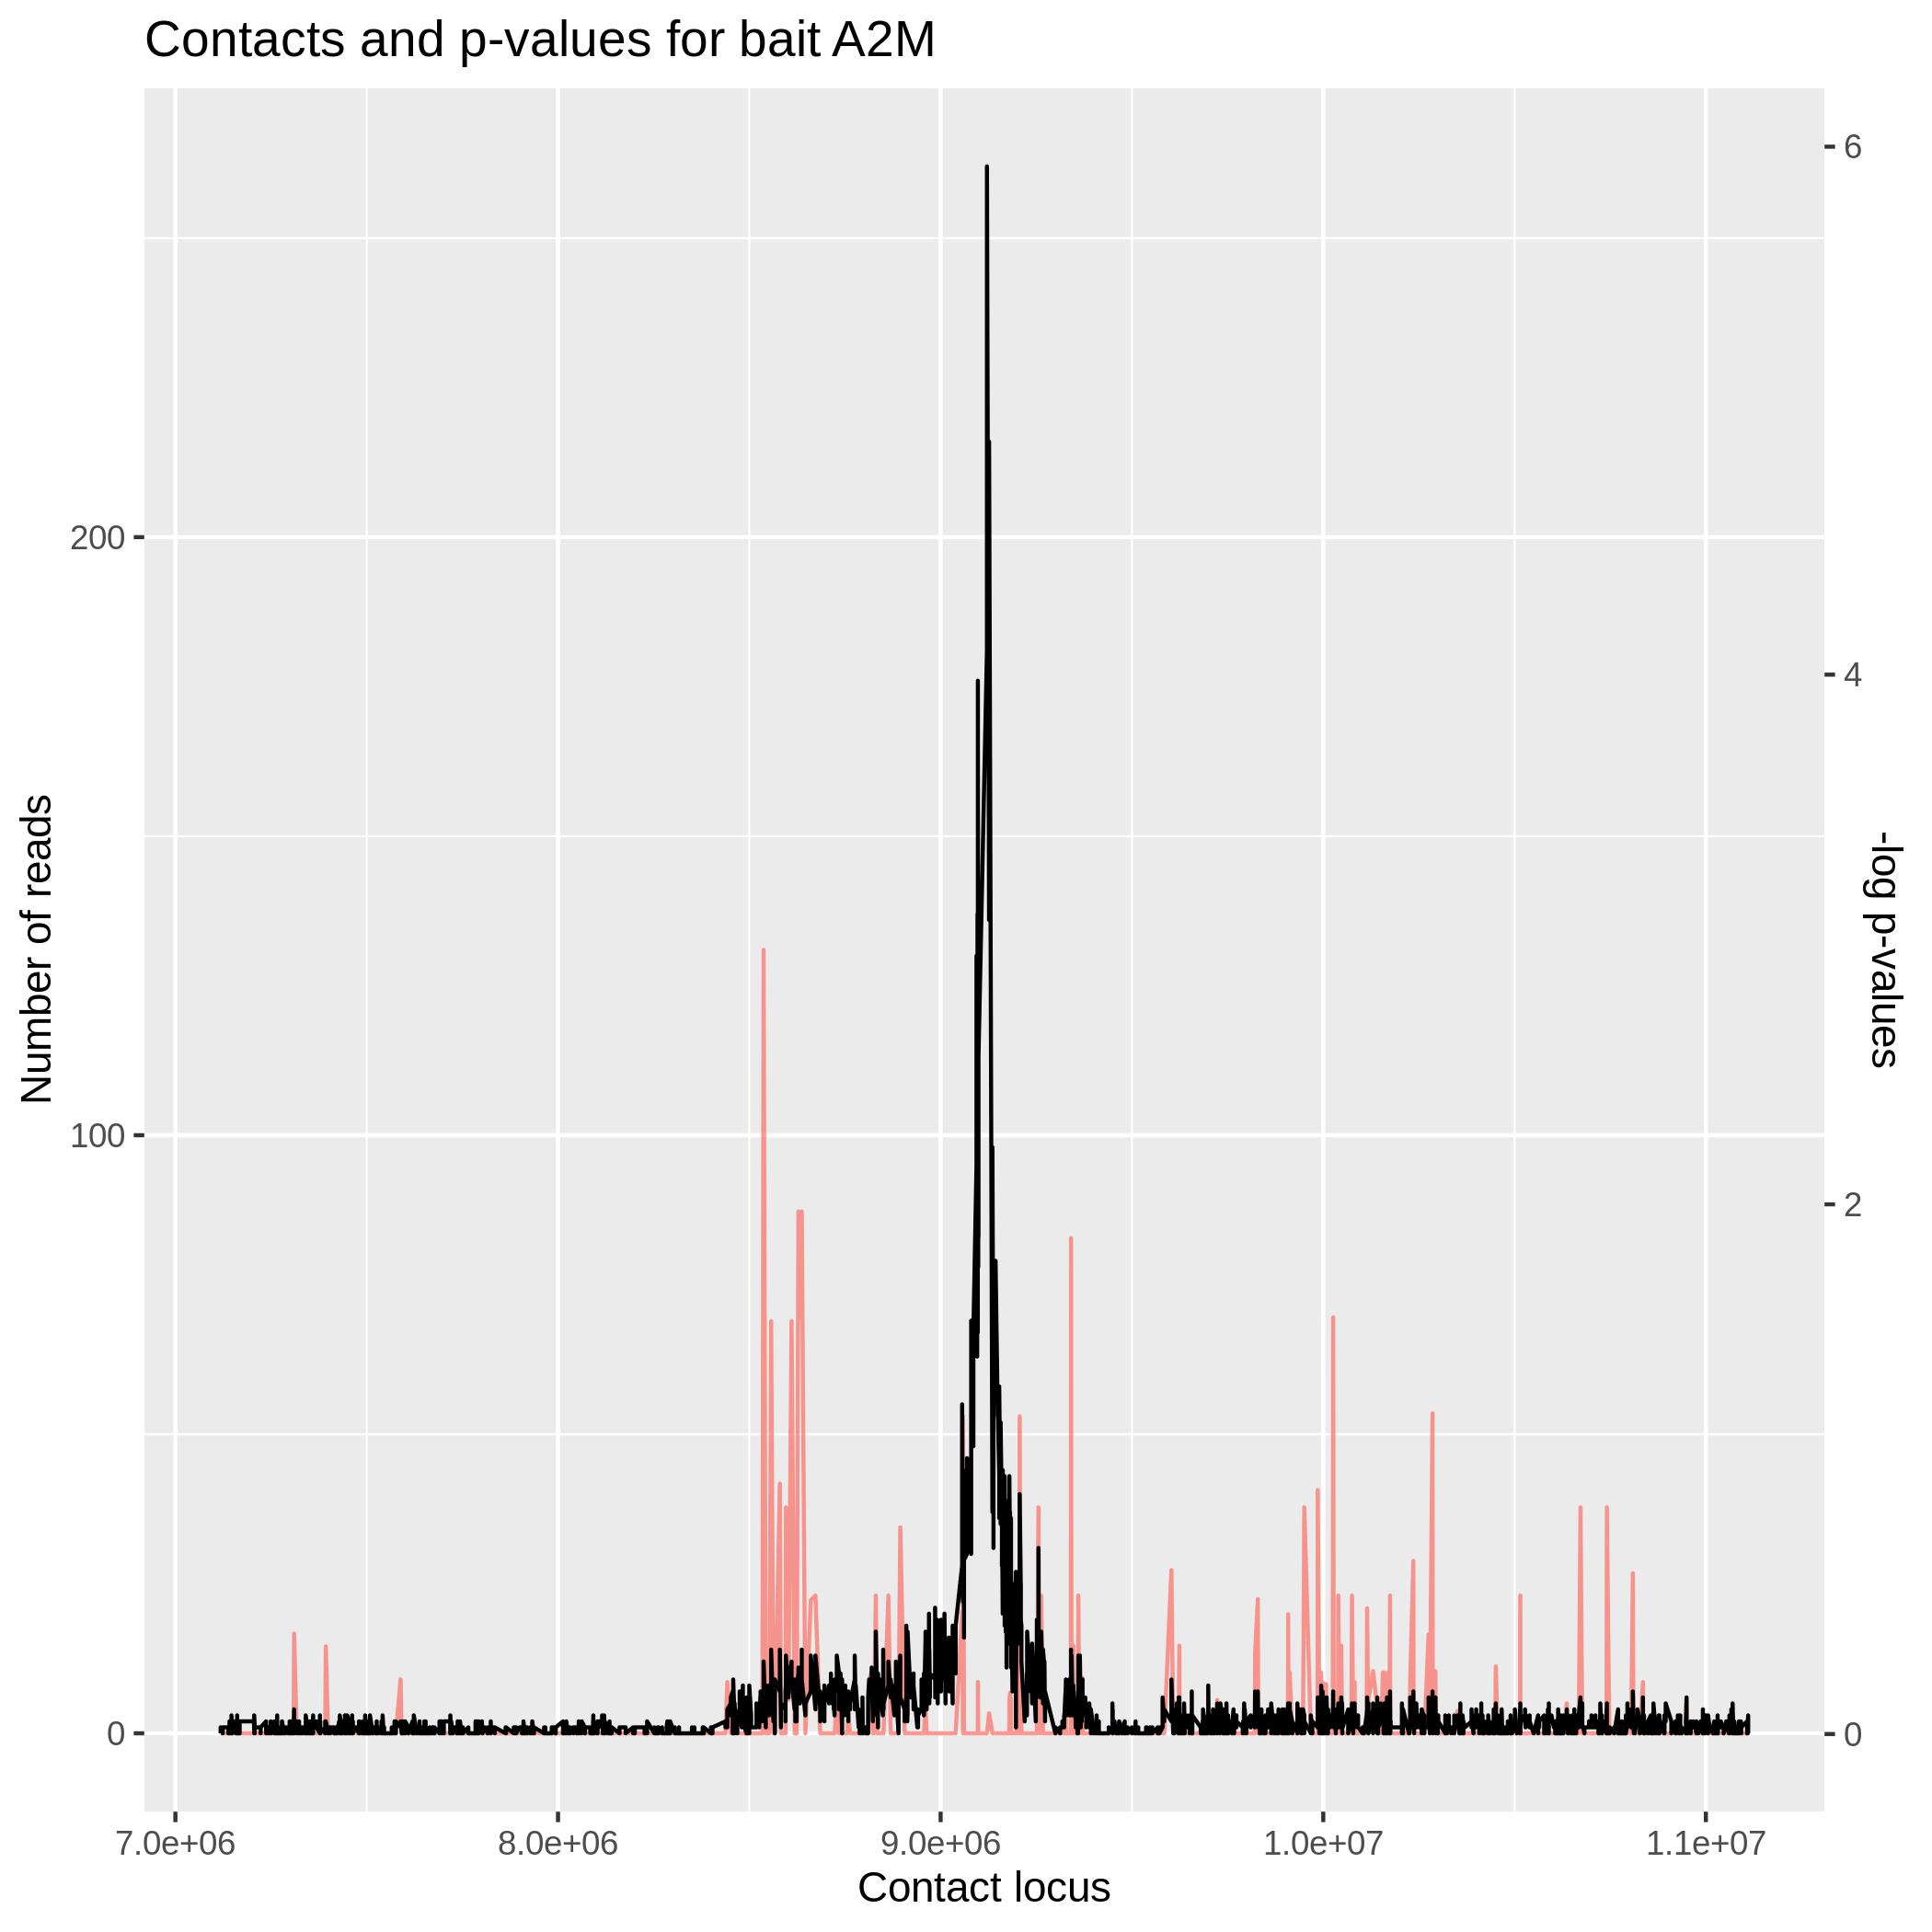 Contacts and p-values for bait A2M
6
200
4
Number of reads
-log p-values
100
2
0
0
7.0e+06 8.0e+06 9.0e+06 1.0e+07 1.1e+07
Contact locus